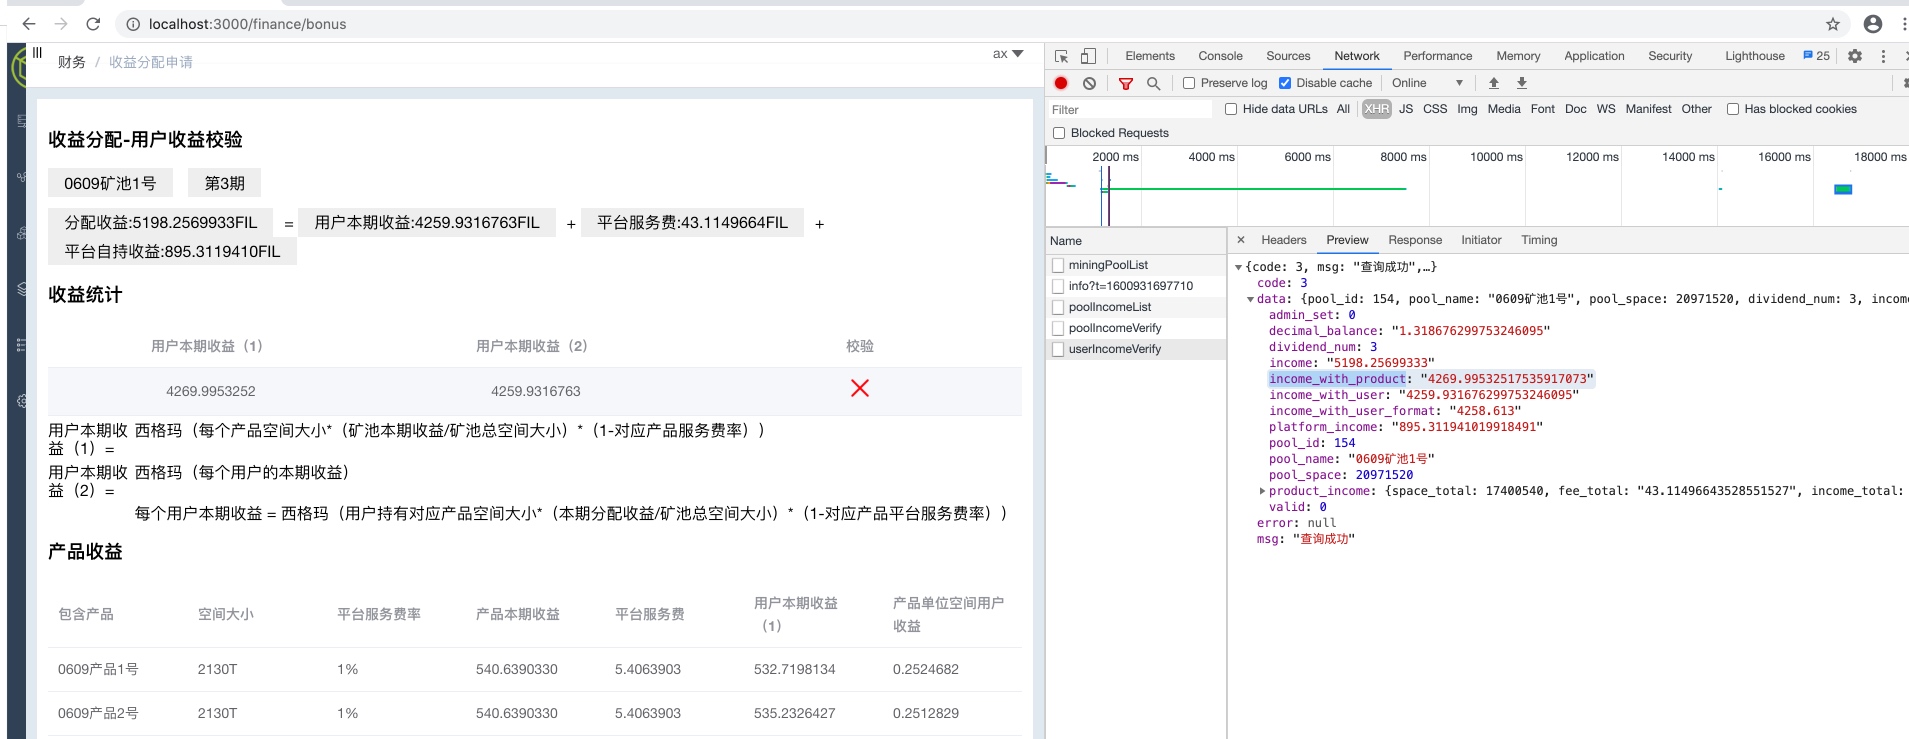 localhost:3000/finance/bonus
财务 / 收益分配申请
ax
收益分配-用户收益校验
0609矿池1号 第3期
分配收益:5198.2569933FIL = 用户本期收益:4259.9316763FIL + 平台服务费:43.1149664FIL +
平台自持收益:895.3119410FIL
收益统计
用户本期收益（1） 用户本期收益（2） 校验
4269.9953252 4259.9316763
用户本期收 西格玛（每个产品空间大小*（矿池本期收益/矿池总空间大小）*（1-对应产品服务费率））
益（1）=
用户本期收 西格玛（每个用户的本期收益）
益（2）=
每个用户本期收益 = 西格玛（用户持有对应产品空间大小*（本期分配收益/矿池总空间大小）*（1-对应产品平台服务费率））
产品收益
包含产品 空间大小 平台服务费率 产品本期收益 平台服务费 用户本期收益（1） 产品单位空间用户收益
0609产品1号 2130T 1% 540.6390330 5.4063903 532.7198134 0.2524682
0609产品2号 2130T 1% 540.6390330 5.4063903 535.2326427 0.2512829
Elements Console Sources Network Performance Memory Application Security Lighthouse 25
Preserve log Disable cache Online
Filter Hide data URLs All XHR JS CSS Img Media Font Doc WS Manifest Other Has blocked cookies
Blocked Requests
2000 ms 4000 ms 6000 ms 8000 ms 10000 ms 12000 ms 14000 ms 16000 ms 18000 ms
Name
miningPoolList
info?t=1600931697710
poolIncomeList
poolIncomeVerify
userIncomeVerify
× Headers Preview Response Initiator Timing
{code: 3, msg: "查询成功",…}
code: 3
data: {pool_id: 154, pool_name: "0609矿池1号", pool_space: 20971520, dividend_num: 3, incom
admin_set: 0
decimal_balance: "1.318676299753246095"
dividend_num: 3
income: "5198.25699333"
income_with_product: "4269.99532517535917073"
income_with_user: "4259.931676299753246095"
income_with_user_format: "4258.613"
platform_income: "895.311941019918491"
pool_id: 154
pool_name: "0609矿池1号"
pool_space: 20971520
product_income: {space_total: 17400540, fee_total: "43.11496643528551527", income_total:
valid: 0
error: null
msg: "查询成功"